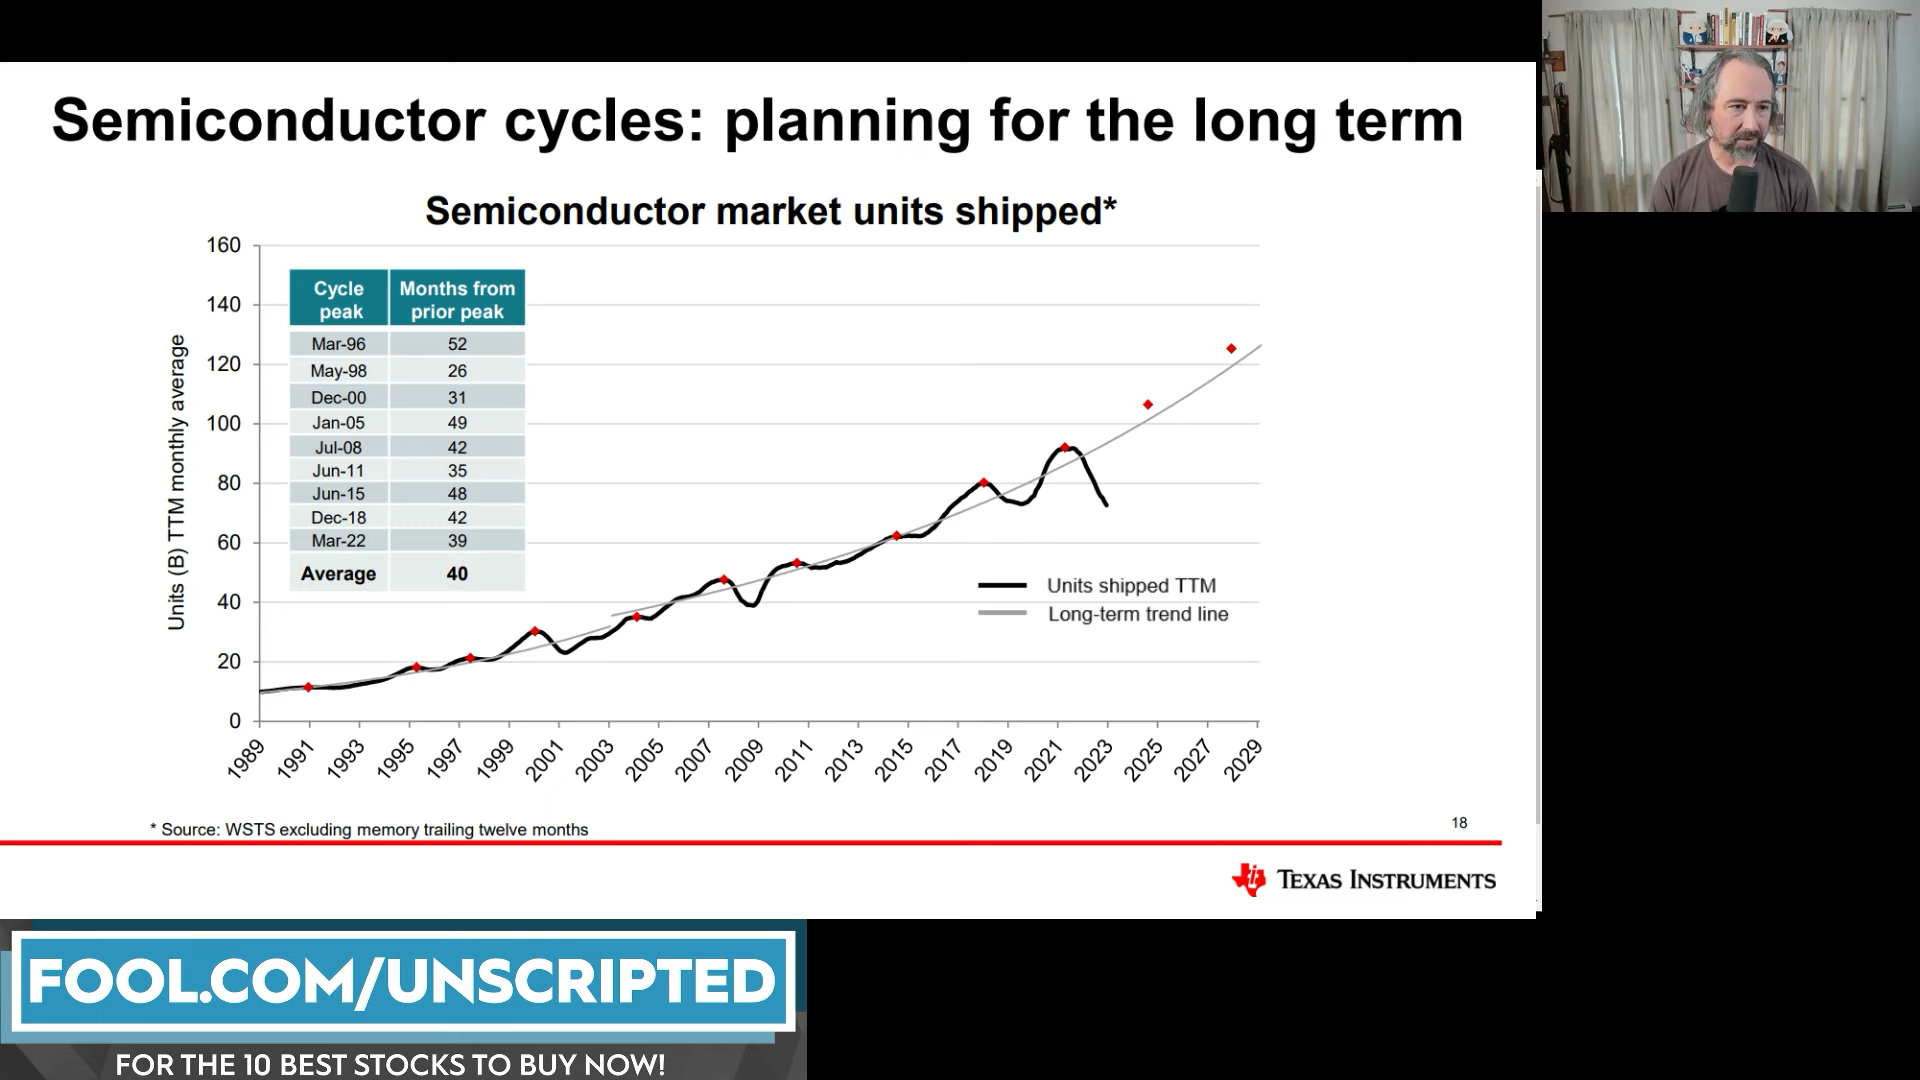 Semiconductor cycles: planning for the long term
Semiconductor market units shipped*
Units (B) TTM monthly average
160
140
120
100
80
60
40
20
0
Cycle peak Months from prior peak
Mar-96 52
May-98 26
Dec-00 31
Jan-05 49
Jul-08 42
Jun-11 35
Jun-15 48
Dec-18 42
Mar-22 39
Average 40
Units shipped TTM
Long-term trend line
1989 1991 1993 1995 1997 1999 2001 2003 2005 2007 2009 2011 2013 2015 2017 2019 2021 2023 2025 2027 2029
* Source: WSTS excluding memory trailing twelve months
18
TEXAS INSTRUMENTS
FOOL.COM/UNSCRIPTED
FOR THE 10 BEST STOCKS TO BUY NOW!